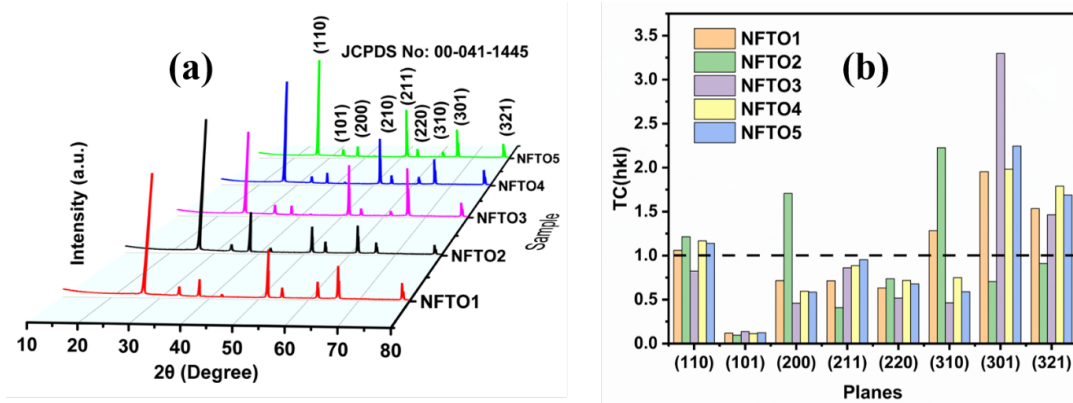 (a)
JCPDS No: 00-041-1445
(110)
(101)
(200)
(210)
(211)
(220)
(310)
(301)
(321)
NFTO5
NFTO4
NFTO3
NFTO2
NFTO1
Sample
Intensity (a.u.)
10 20 30 40 50 60 70 80
2θ (Degree)
(b)
NFTO1
NFTO2
NFTO3
NFTO4
NFTO5
TC(hkl)
3.5
3.0
2.5
2.0
1.5
1.0
0.5
0.0
(110) (101) (200) (211) (220) (310) (301) (321)
Planes